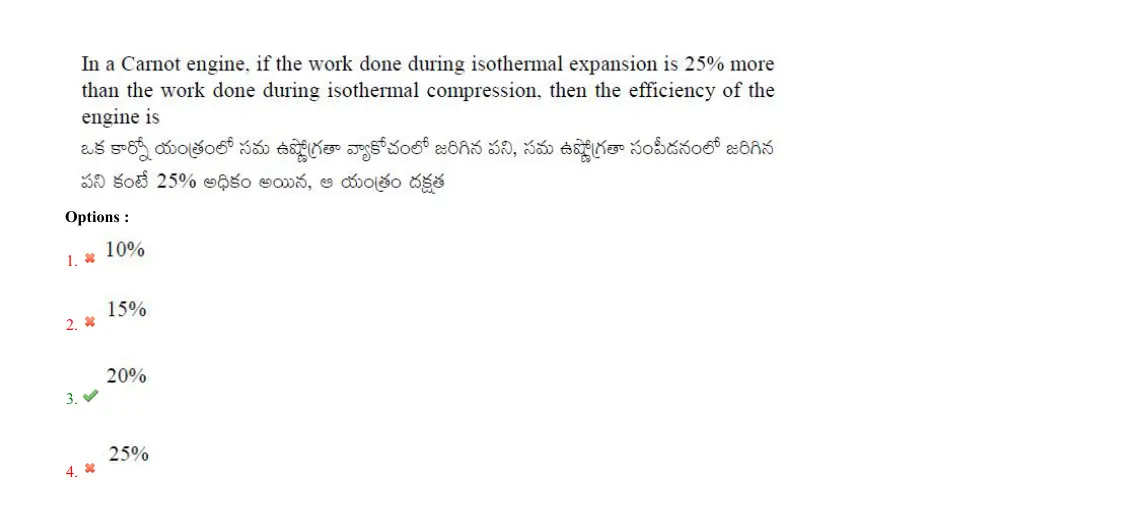 In a Carnot engine, if the work done during isothermal expansion is 25% more
than the work done during isothermal compression, then the efficiency of the
engine is
ఒక కార్నో యంత్రంలో సమ ఉష్ణోగ్రతా వ్యాకోచంలో జరిగిన పని, సమ ఉష్ణోగ్రతా సంపీడనంలో జరిగిన
పని కంటే 25% అధికం అయిన, ఆ యంత్రం దక్షత
Options :
10%
1.
15%
2.
20%
3.
25%
4.